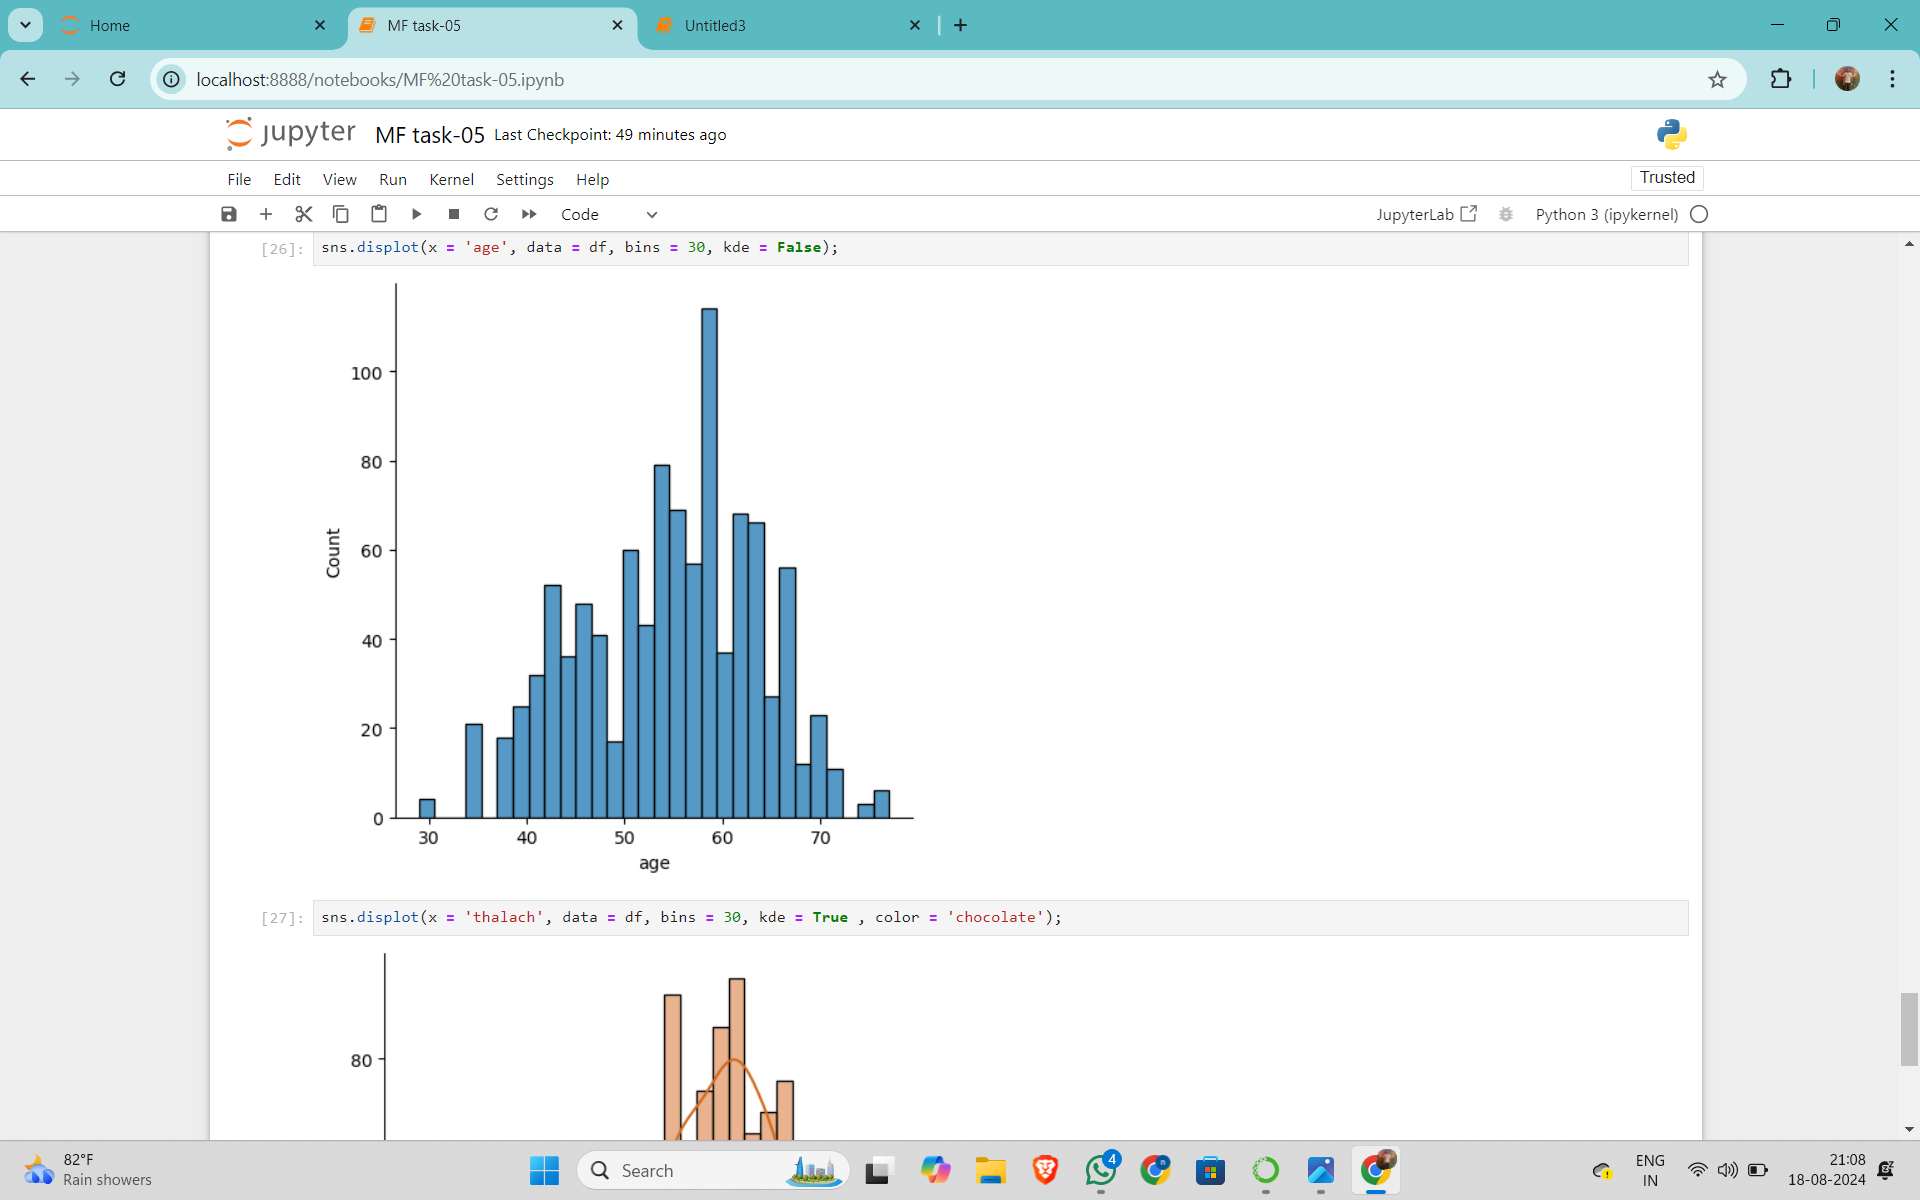 Home
MF task-05
Untitled3
localhost:8888/notebooks/MF%20task-05.ipynb
jupyter MF task-05 Last Checkpoint: 49 minutes ago
File Edit View Run Kernel Settings Help
Trusted
Code
JupyterLab
Python 3 (ipykernel)
[26]: sns.displot(x = 'age', data = df, bins = 30, kde = False);
100
80
60
40
20
0
Count
30 40 50 60 70
age
[27]: sns.displot(x = 'thalach', data = df, bins = 30, kde = True , color = 'chocolate');
80
82°F
Rain showers
Search
4
ENG
IN
21:08
18-08-2024